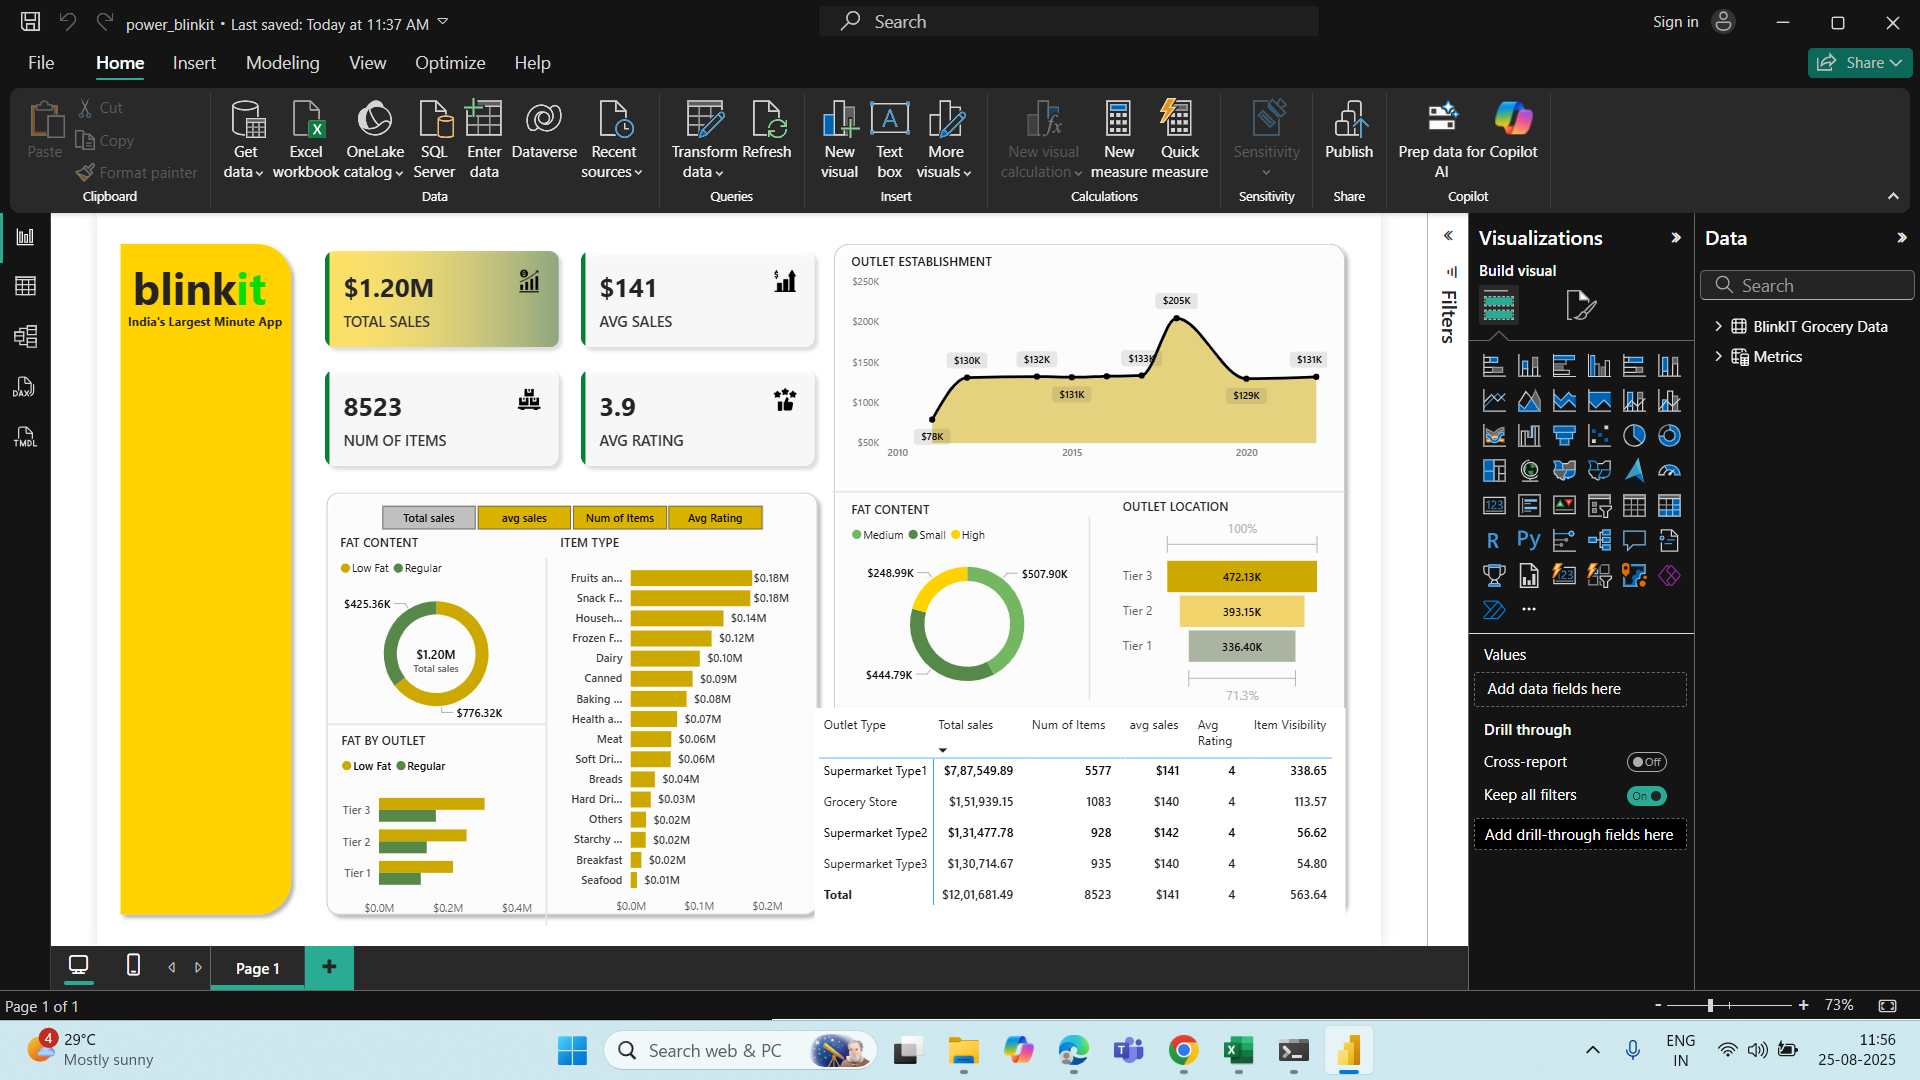 power_blinkit • Last saved: Today at 11:37 AM
Search
Sign in
File
Home
Insert
Modeling
View
Optimize
Help
Share
Paste
Cut
Copy
Format painter
Clipboard
Get data
Excel workbook
OneLake catalog
SQL Server
Enter data
Dataverse
Recent sources
Data
Transform data
Refresh
Queries
New visual
Text box
More visuals
Insert
New visual calculation
New measure
Quick measure
Calculations
Sensitivity
Sensitivity
Publish
Share
Prep data for AI
Copilot
Copilot
DAX
TMDL
blinkit
India's Largest Minute App
$1.20M
TOTAL SALES
$141
AVG SALES
8523
NUM OF ITEMS
3.9
AVG RATING
OUTLET ESTABLISHMENT
$250K
$200K
$150K
$100K
$50K
$78K
$130K
$132K
$131K
$133K
$205K
$129K
$131K
2010
2015
2020
Total sales
avg sales
Num of Items
Avg Rating
FAT CONTENT
Low Fat
Regular
$425.36K
$1.20M
Total sales
$776.32K
FAT BY OUTLET
Low Fat
Regular
Tier 3
Tier 2
Tier 1
$0.0M
$0.2M
$0.4M
ITEM TYPE
Fruits an... $0.18M
Snack F... $0.18M
Househ... $0.14M
Frozen F... $0.12M
Dairy $0.10M
Canned $0.09M
Baking ... $0.08M
Health a... $0.07M
Meat $0.06M
Soft Dri... $0.06M
Breads $0.04M
Hard Dri... $0.03M
Others $0.02M
Starchy ... $0.02M
Breakfast $0.02M
Seafood $0.01M
$0.0M
$0.1M
$0.2M
FAT CONTENT
Medium
Small
High
$248.99K
$507.90K
$444.79K
OUTLET LOCATION
100%
Tier 3 472.13K
Tier 2 393.15K
Tier 1 336.40K
71.3%
Outlet Type Total sales Num of Items avg sales Avg Rating Item Visibility
Supermarket Type1 $7,87,549.89 5577 $141 4 338.65
Grocery Store $1,51,939.15 1083 $140 4 113.57
Supermarket Type2 $1,31,477.78 928 $142 4 56.62
Supermarket Type3 $1,30,714.67 935 $140 4 54.80
Total $12,01,681.49 8523 $141 4 563.64
Filters
Visualizations
Build visual
123
R
Py
123
Values
Add data fields here
Drill through
Cross-report
Off
Keep all filters
On
Add drill-through fields here
Data
Search
BlinkIT Grocery Data
Metrics
Page 1
Page 1 of 1
73%
4
29°C
Mostly sunny
Search web & PC
ENG
IN
11:56
25-08-2025